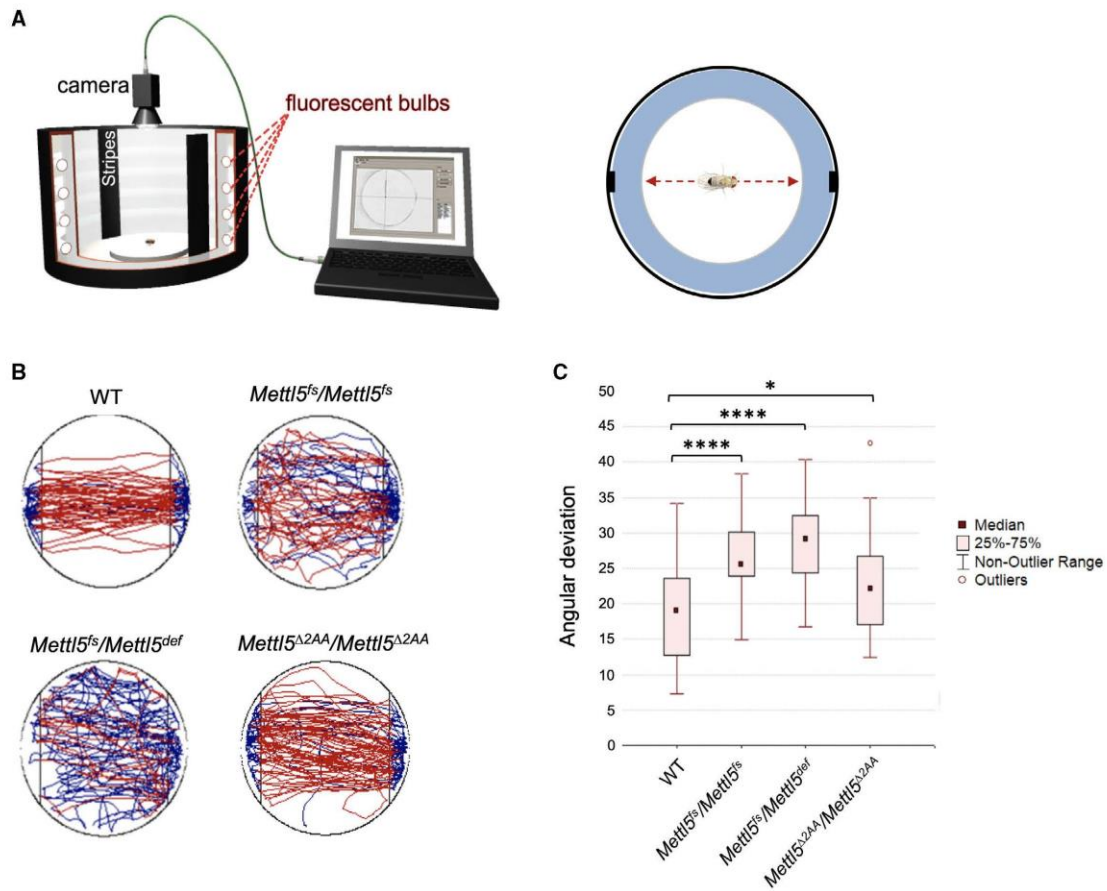 A
camera
fluorescent bulbs
Stripes
B
WT
Mettl5fs/Mettl5fs
Mettl5fs/Mettl5def
Mettl5Δ2AA/Mettl5Δ2AA
C
50
45
40
35
30
25
20
15
10
5
0
Angular deviation
*
****
****
WT
Mettl5fs/Mettl5fs
Mettl5fs/Mettl5def
Mettl5Δ2AA/Mettl5Δ2AA
Median
25%-75%
Non-Outlier Range
Outliers